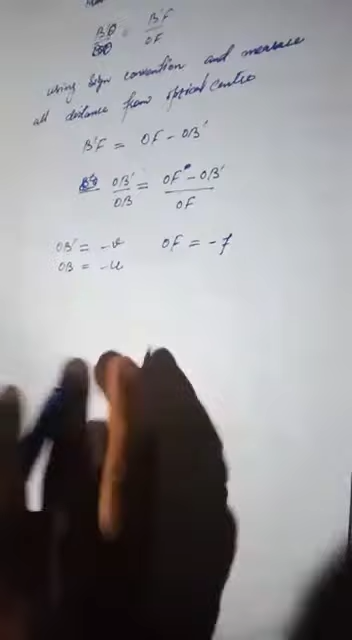 B'O / BO = B'F / OF
using sign convention and measure
all distance from optical centre
B'F = OF - OB'
OB' / OB = OF - OB' / OF
OB' = -v OF = -f
OB = -u